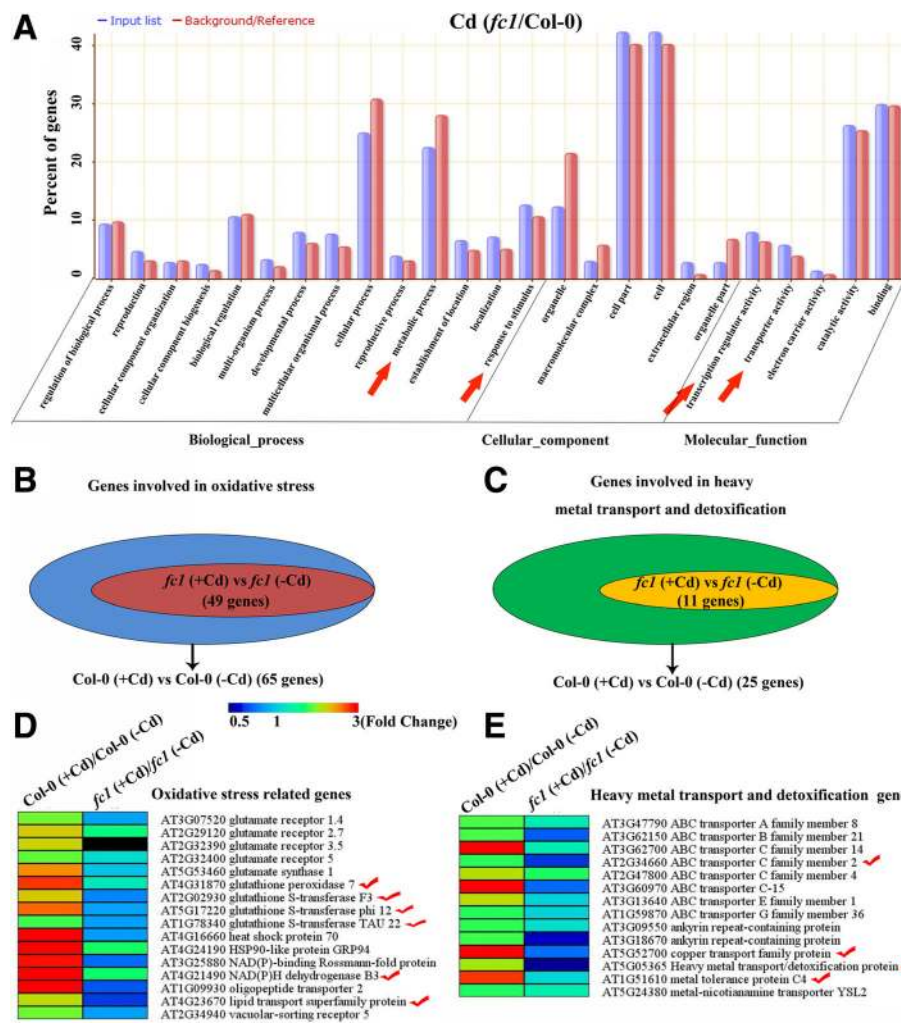 A
Input list
Background/Reference
Cd (fc1/Col-0)
Percent of genes
40
30
20
10
0
regulation of biological process
reproduction
cellular component organization
cellular comopnent biogenesis
biological regulation
multi-organism process
developmental process
multicellular organismal process
cellular process
reproductive process
metabolic process
establishment of location
localization
response to stimulus
organelle
macromolecular complex
cell part
cell
extracellular region
organelle part
transcription regulator activity
transporter activity
electron carrier activity
catalytic activity
binding
Biological_process
Cellular_component
Molecular_function
B
Genes involved in oxidative stress
fc1 (+Cd) vs fc1 (-Cd)
(49 genes)
Col-0 (+Cd) vs Col-0 (-Cd) (65 genes)
C
Genes involved in heavy
metal transport and detoxification
fc1 (+Cd) vs fc1 (-Cd)
(11 genes)
Col-0 (+Cd) vs Col-0 (-Cd) (25 genes)
0.5 1 3(Fold Change)
D
Col-0 (+Cd)/Col-0 (-Cd)
fc1 (+Cd)/fc1 (-Cd)
Oxidative stress related genes
AT3G07520 glutamate receptor 1.4
AT2G29120 glutamate receptor 2.7
AT2G32390 glutamate receptor 3.5
AT2G32400 glutamate receptor 5
AT5G53460 glutamate synthase 1
AT4G31870 glutathione peroxidase 7
AT2G02930 glutathione S-transferase F3
AT5G17220 glutathione S-transferase phi 12
AT1G78340 glutathione S-transferase TAU 22
AT4G16660 heat shock protein 70
AT4G24190 HSP90-like protein GRP94
AT3G25880 NAD(P)-binding Rossmann-fold protein
AT4G21490 NAD(P)H dehydrogenase B3
AT1G09930 oligopeptide transporter 2
AT4G23670 lipid transport superfamily protein
AT2G34940 vacuolar-sorting receptor 5
E
Col-0 (+Cd)/Col-0 (-Cd)
fc1 (+Cd)/fc1 (-Cd)
Heavy metal transport and detoxification gen
AT3G47790 ABC transporter A family member 8
AT3G62150 ABC transporter B family member 21
AT3G62700 ABC transporter C family member 14
AT2G34660 ABC transporter C family member 2
AT2G47800 ABC transporter C family member 4
AT3G60970 ABC transporter C-15
AT3G13640 ABC transporter E family member 1
AT1G59870 ABC transporter G family member 36
AT3G09550 ankyrin repeat-containing protein
AT3G18670 ankyrin repeat-containing protein
AT5G52700 copper transport family protein
AT5G05365 Heavy metal transport/detoxification protein
AT1G51610 metal tolerance protein C4
AT5G24380 metal-nicotianamine transporter YSL2